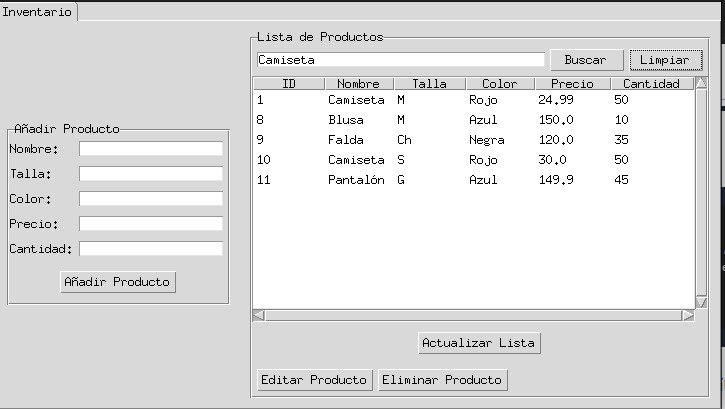 Inventario
Lista de Productos
Camiseta Buscar Limpiar
ID Nombre Talla Color Precio Cantidad
1 Camiseta M Rojo 24.99 50
8 Blusa M Azul 150.0 10
9 Falda Ch Negra 120.0 35
10 Camiseta S Rojo 30.0 50
11 Pantalón G Azul 149.9 45
Actualizar Lista
Editar Producto Eliminar Producto
Añadir Producto
Nombre:
Talla:
Color:
Precio:
Cantidad:
Añadir Producto